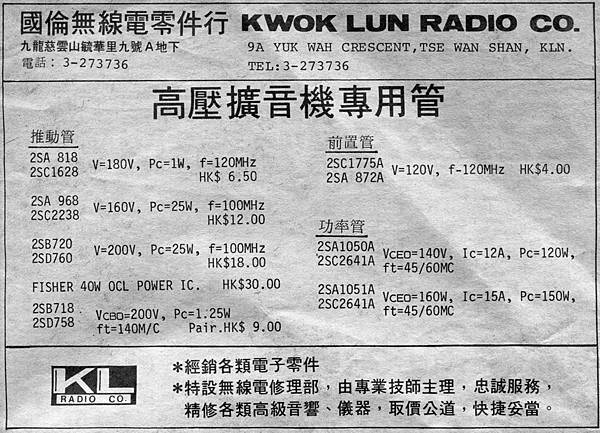 國倫無線電零件行 KWOK LUN RADIO CO.
九龍慈雲山毓華里九號A地下 9A YUK WAH CRESCENT,TSE WAN SHAN, KLN.
電話：3-273736 TEL:3-273736
高壓擴音機專用管
推動管
2SA 818
2SC1628 V=180V, Pc=1W, f=120MHz
HK$ 6.50
2SA 968
2SC2238 V=160V, Pc=25W, f=100MHz
HK$12.00
2SB720
2SD760 V=200V, Pc=25W, f=100MHz
HK$18.00
FISHER 40W OCL POWER IC. HK$30.00
2SB718
2SD758 VCBO=200V, Pc=1.25W
ft=140M/C Pair.HK$ 9.00
前置管
2SC1775A
2SA 872A V=120V, f-120MHz HK$4.00
功率管
2SA1050A
2SC2641A VCEO=140V, Ic=12A, Pc=120W,
ft=45/60MC
2SA1051A
2SC2641A VCEO=160W, Ic=15A, Pc=150W,
ft=45/60MC
KL
RADIO CO.
*經銷各類電子零件
*特設無線電修理部，由專業技師主理，忠誠服務，
精修各類高級音響、儀器，取價公道，快捷妥當。